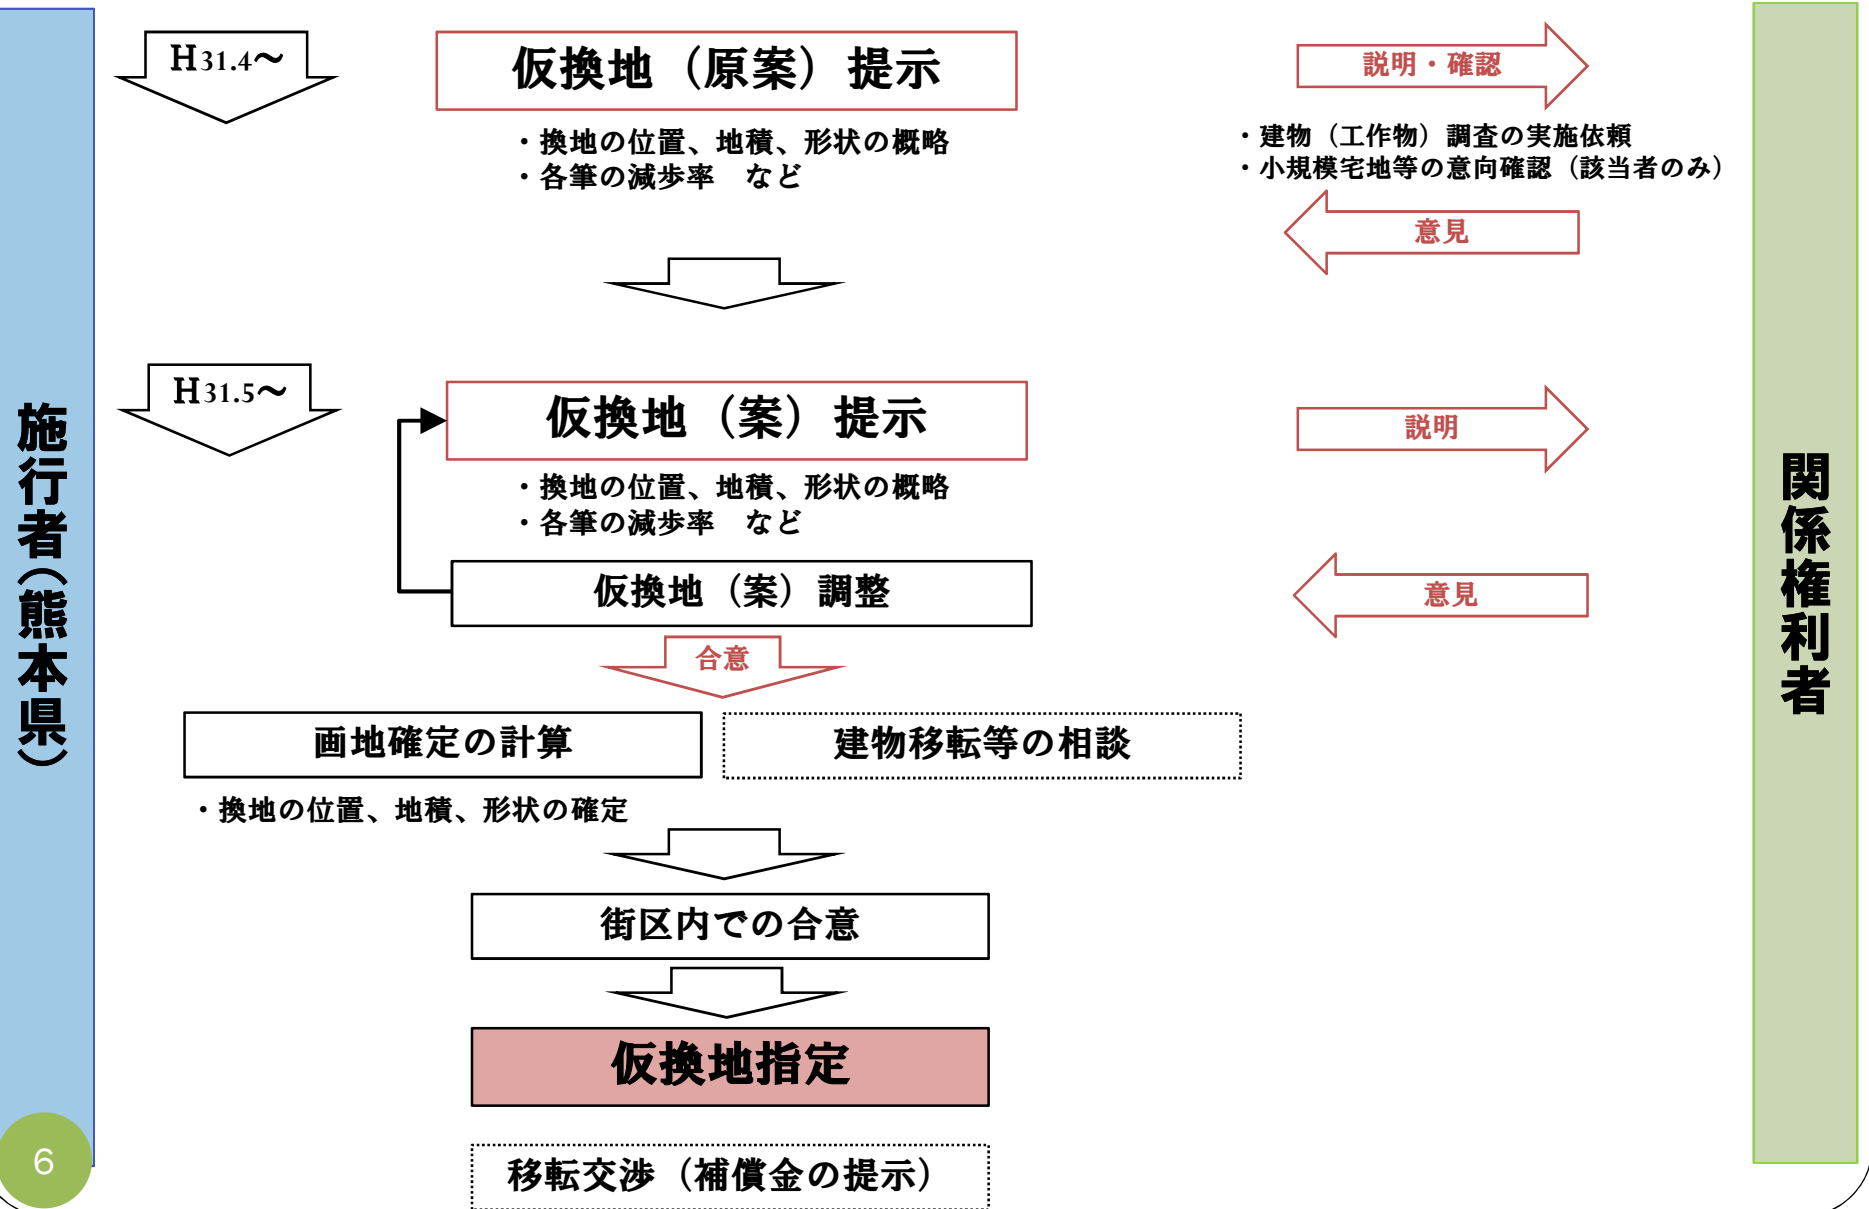 施行者（熊本県）
H31.4～
仮換地（原案）提示
・換地の位置、地積、形状の概略
・各筆の減歩率　など
説明・確認
・建物（工作物）調査の実施依頼
・小規模宅地等の意向確認（該当者のみ）
意見
H31.5～
仮換地（案）提示
・換地の位置、地積、形状の概略
・各筆の減歩率　など
説明
仮換地（案）調整
意見
合意
画地確定の計算
建物移転等の相談
・換地の位置、地積、形状の確定
街区内での合意
仮換地指定
移転交渉（補償金の提示）
関係権利者
6